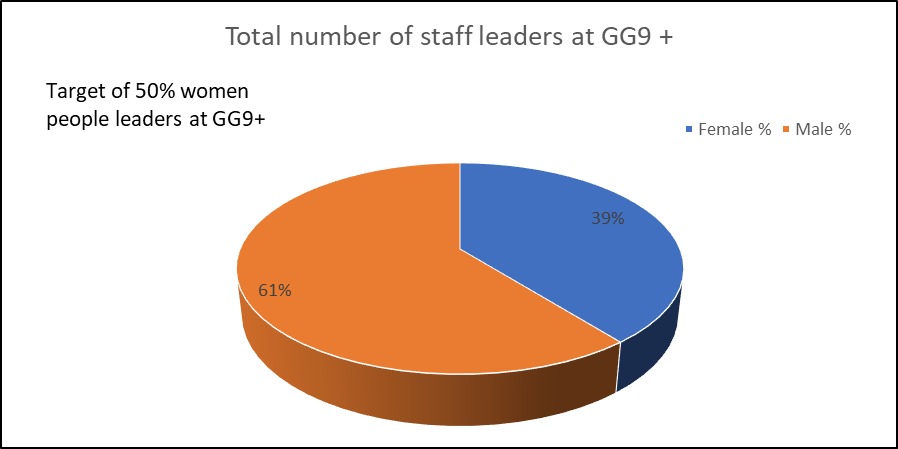 Total number of staff leaders at GG9 +
Target of 50% women
people leaders at GG9+
Female % Male %
39%
61%